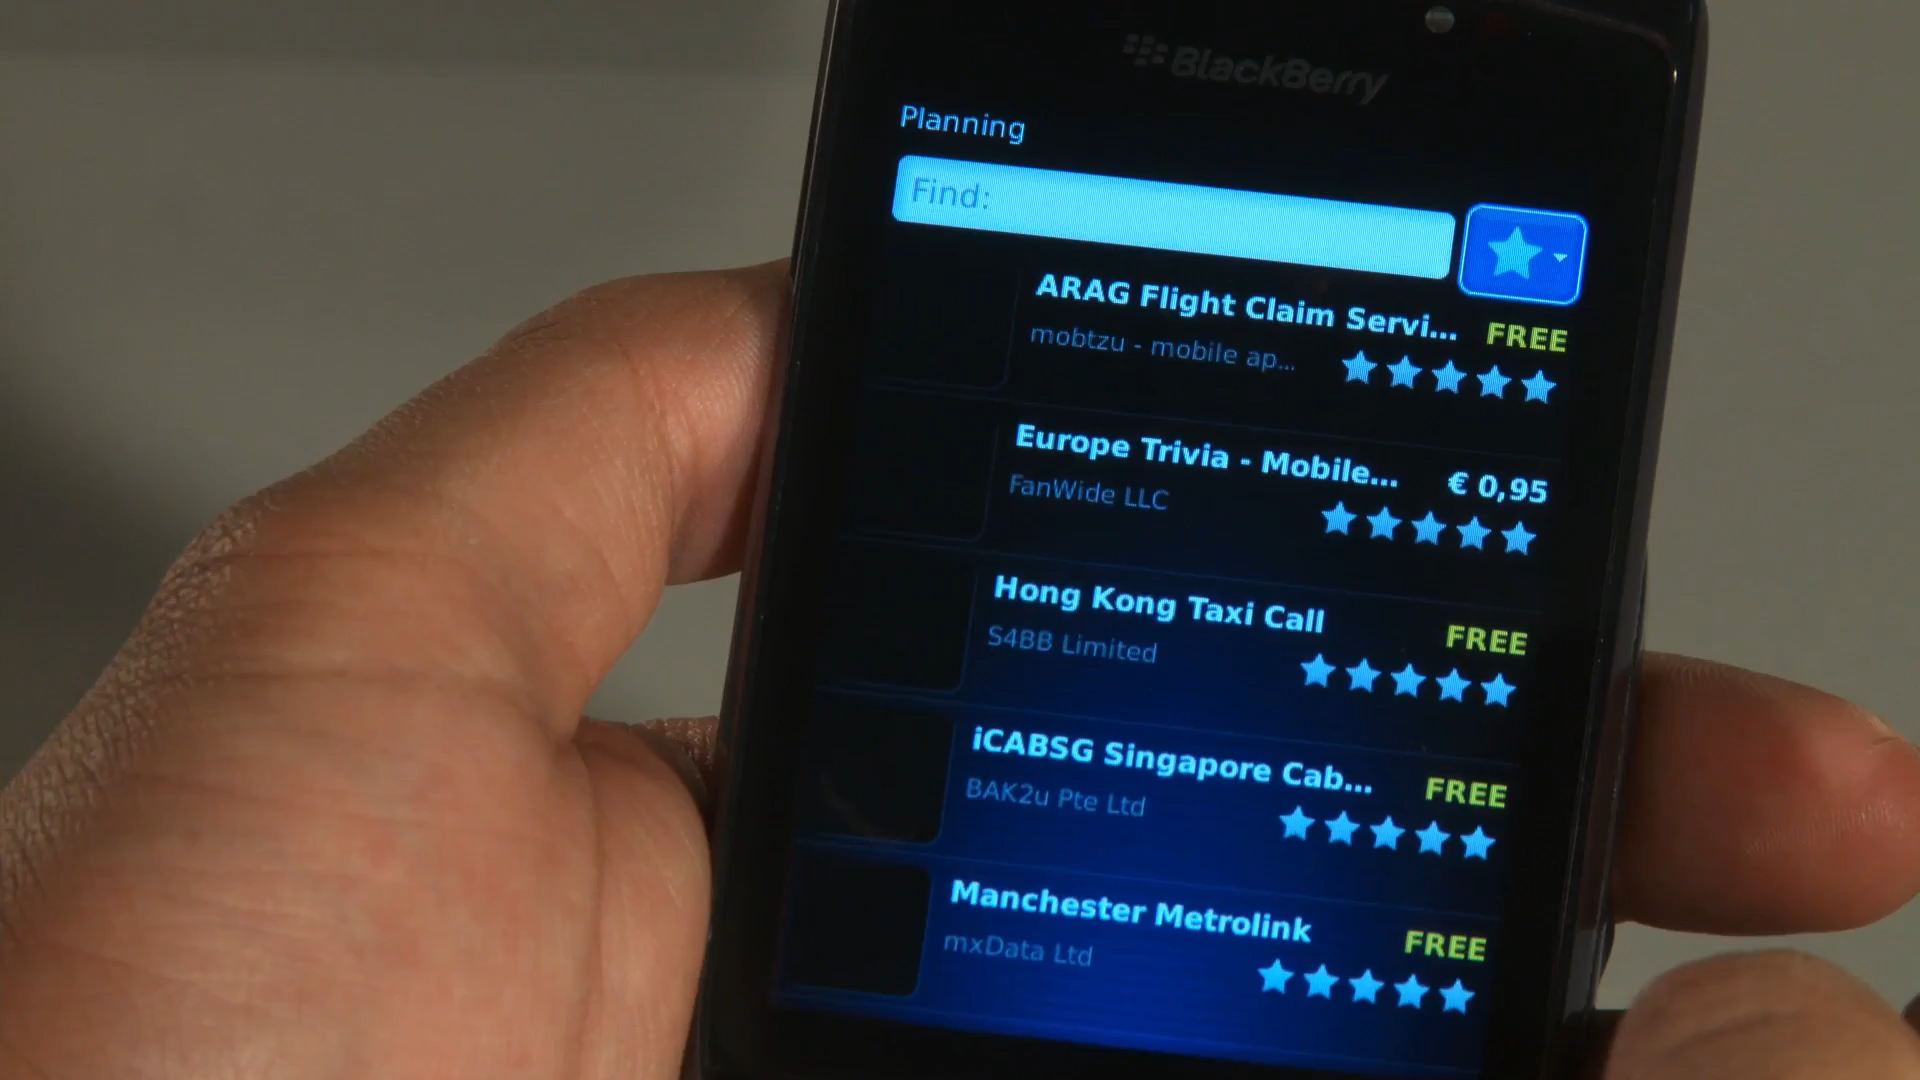 BlackBerry
Planning
Find:
ARAG Flight Claim Servi...
FREE
mobtzu - mobile ap...
Europe Trivia - Mobile...
€ 0,95
FanWide LLC
Hong Kong Taxi Call
FREE
S4BB Limited
iCABSG Singapore Cab...
FREE
BAK2u Pte Ltd
Manchester Metrolink
FREE
mxData Ltd